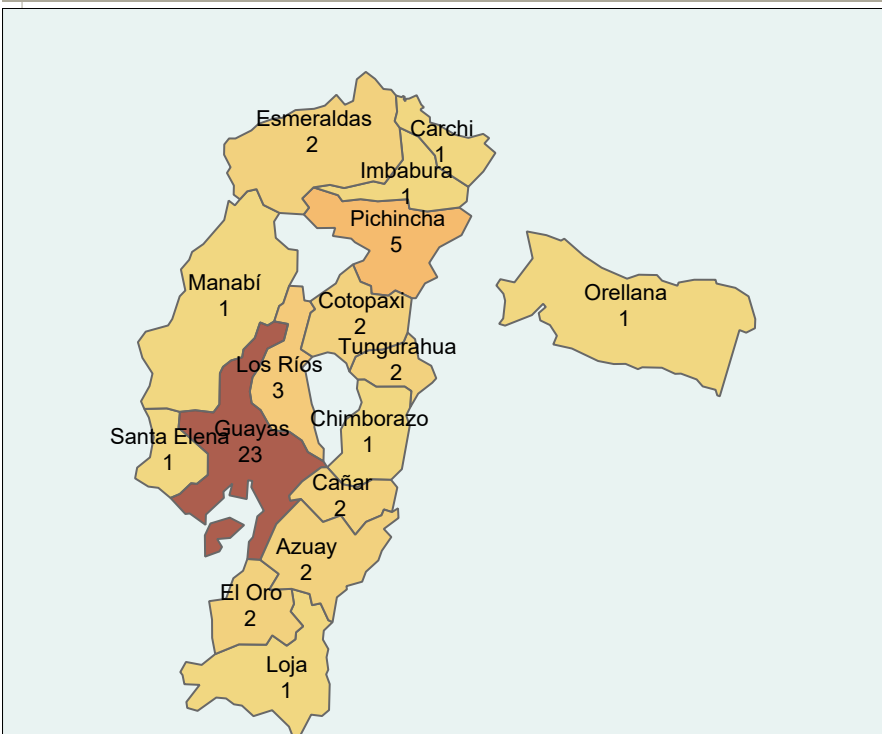 Esmeraldas
2
Carchi
1
Imbabura
1
Pichincha
5
Manabí
1
Cotopaxi
2
Orellana
1
Tungurahua
2
Los Ríos
3
Chimborazo
1
Santa Elena
1
Guayas
23
Cañar
2
Azuay
2
El Oro
2
Loja
1